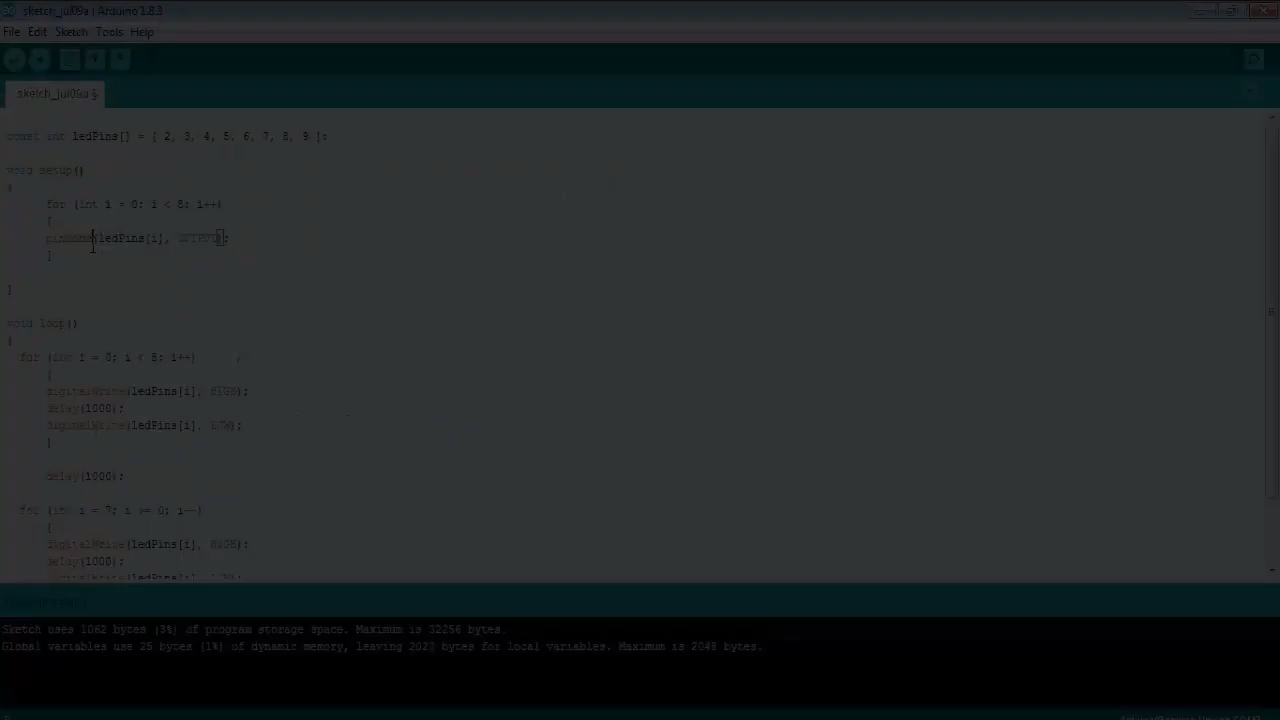 sketch_jul09a | Arduino 1.8.3
File Edit Sketch Tools Help
sketch_jul09a §
const int ledPins[] = { 2, 3, 4, 5, 6, 7, 8, 9 };
void setup()
{
for (int i = 0; i < 8; i++)
{
pinMode(ledPins[i], OUTPUT);
}
}
void loop()
{
for (int i = 0; i < 8; i++)
{
digitalWrite(ledPins[i], HIGH);
delay(1000);
digitalWrite(ledPins[i], LOW);
}
delay(1000);
for (int i = 7; i >= 0; i--)
{
digitalWrite(ledPins[i], HIGH);
delay(1000);
Sketch uses 1062 bytes (3%) of program storage space. Maximum is 32256 bytes.
Global variables use 25 bytes (1%) of dynamic memory, leaving 2023 bytes for local variables. Maximum is 2048 bytes.